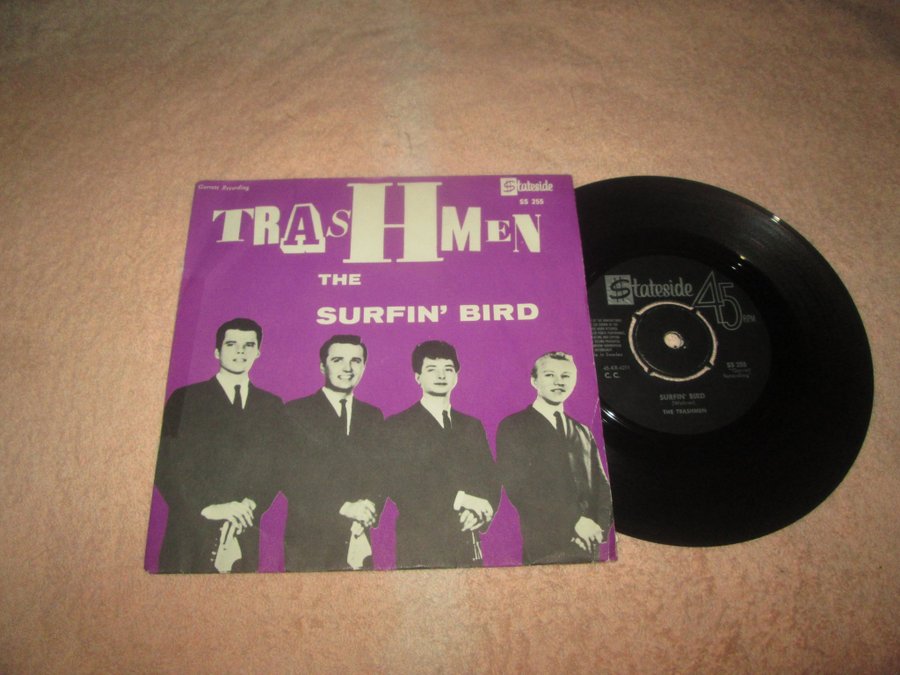 Garrett Recording
Stateside
SS 255
TRASHMEN
THE
SURFIN' BIRD
Stateside 45
RPM
SS 255
C. C.
SURFIN' BIRD
THE TRASHMEN